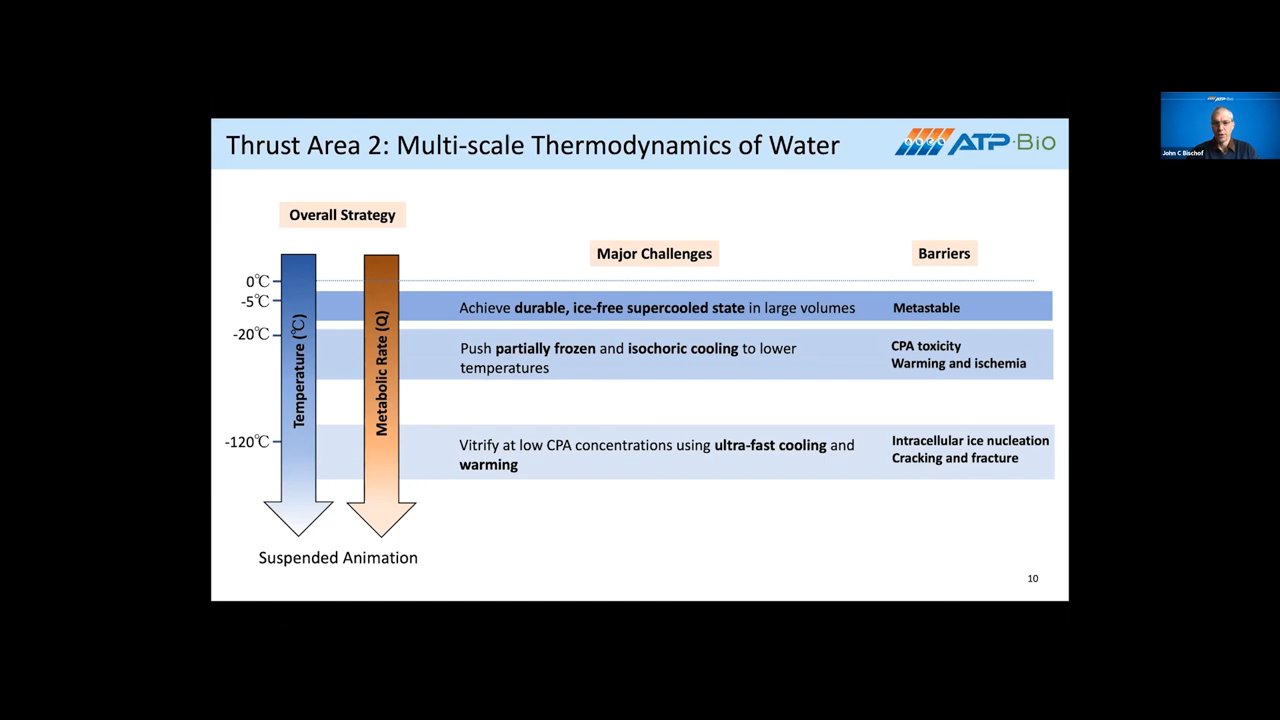 Thrust Area 2: Multi-scale Thermodynamics of Water
ATP·Bio
ATP·Bio
John C Bischof
Overall Strategy
Major Challenges
Barriers
0℃
-5℃
-20℃
-120℃
Temperature (℃)
Metabolic Rate (Q)
Achieve durable, ice-free supercooled state in large volumes
Metastable
Push partially frozen and isochoric cooling to lower
temperatures
CPA toxicity
Warming and ischemia
Vitrify at low CPA concentrations using ultra-fast cooling and
warming
Intracellular ice nucleation
Cracking and fracture
Suspended Animation
10